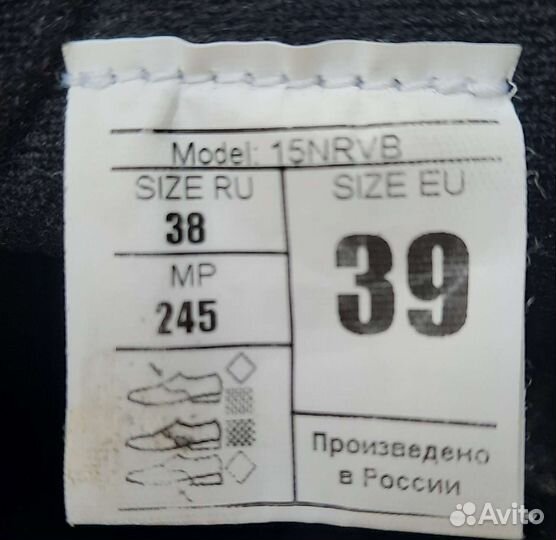 Model: 15NRVB
SIZE RU
38
MP
245
SIZE EU
39
Произведено
в России
Avito